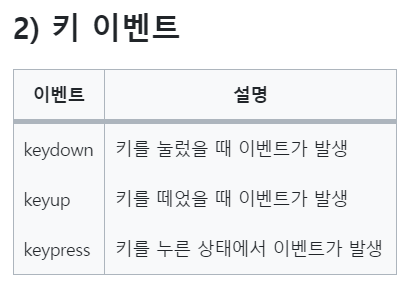 2) 키 이벤트
이벤트 설명
keydown 키를 눌렀을 때 이벤트가 발생
keyup 키를 떼었을 때 이벤트가 발생
keypress 키를 누른 상태에서 이벤트가 발생